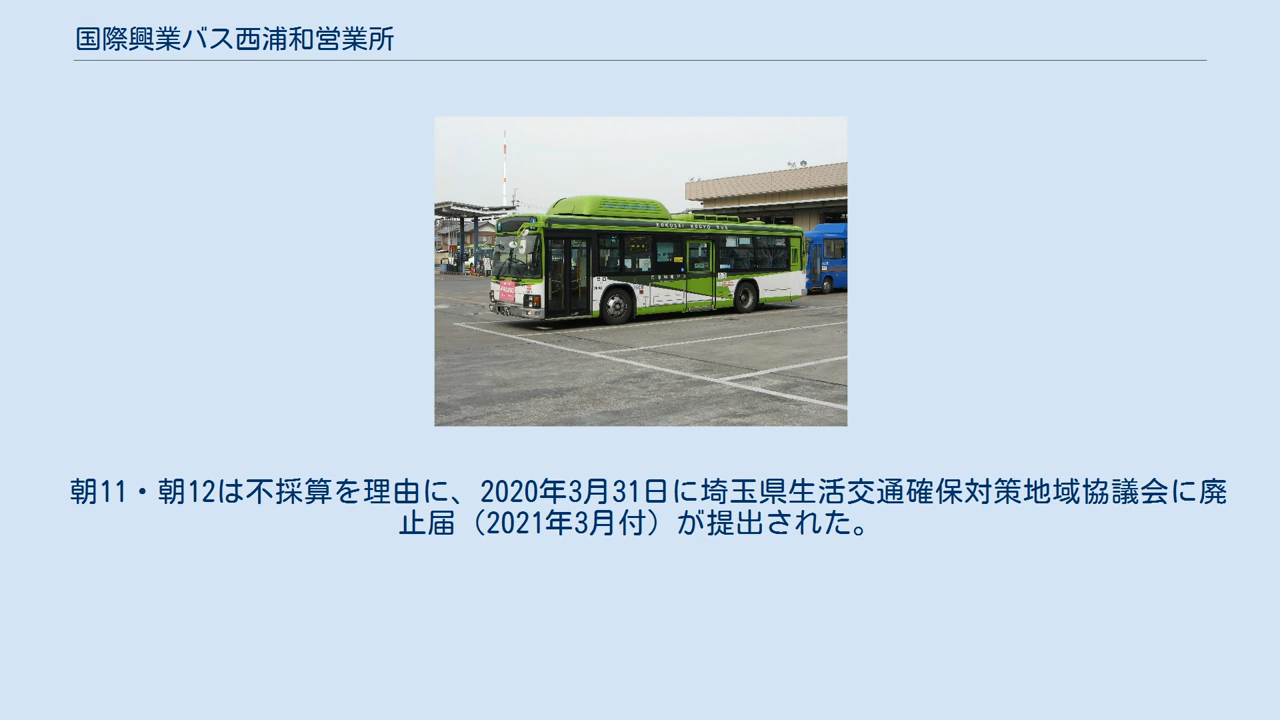 国際興業バス西浦和営業所
KOKUSAI KOGYO BUS
朝11・朝12は不採算を理由に、2020年3月31日に埼玉県生活交通確保対策地域協議会に廃
止届（2021年3月付）が提出された。